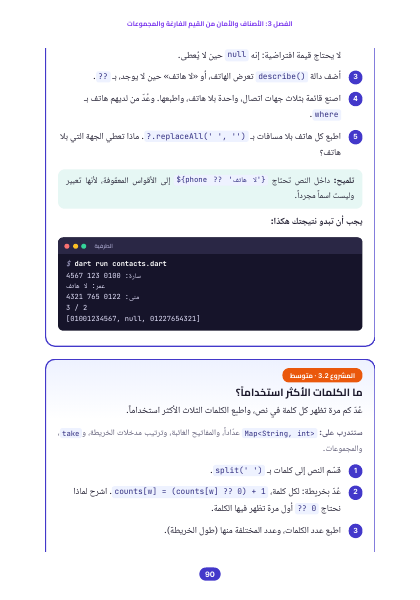 الفصل 3: الأصناف والأمان من القيم الفارغة والمجموعات
لا يحتاج قيمة افتراضية: إنه null حين لا يُعطى.
3 أضف دالة describe() تعرض الهاتف، أو «لا هاتف» حين لا يوجد، بـ ?? .
4 اصنع قائمة بثلاث جهات اتصال، واحدة بلا هاتف، واطبعها. وعُدّ من لديهم هاتف بـ
where .
5 اطبع كل هاتف بلا مسافات بـ ?.replaceAll(' ', '') . ماذا تعطي الجهة التي بلا
هاتف؟
تلميح: داخل النص تحتاج ${phone ?? 'لا هاتف'} إلى الأقواس المعقوفة، لأنها تعبير
وليست اسماً مجرداً.
يجب أن تبدو نتيجتك هكذا:
الطرفية
$ dart run contacts.dart
سارة: 0100 123 4567
عمر: لا هاتف
منى: 0122 765 4321
3 / 2
[01001234567, null, 01227654321]
المشروع 3.2 · متوسط
ما الكلمات الأكثر استخداماً؟
عُدّ كم مرة تظهر كل كلمة في نص، واطبع الكلمات الثلاث الأكثر استخداماً.
ستتدرب على: Map<String, int> عدّاداً، والمفاتيح الغائبة، وترتيب مدخلات الخريطة، و take ،
والمجموعات.
1 قسّم النص إلى كلمات بـ split(' ') .
2 عُدّ بخريطة: لكل كلمة، counts[w] = (counts[w] ?? 0) + 1 . اشرح لماذا
تحتاج ?? 0 أول مرة تظهر فيها الكلمة.
3 اطبع عدد الكلمات، وعدد المختلفة منها (طول الخريطة).
90